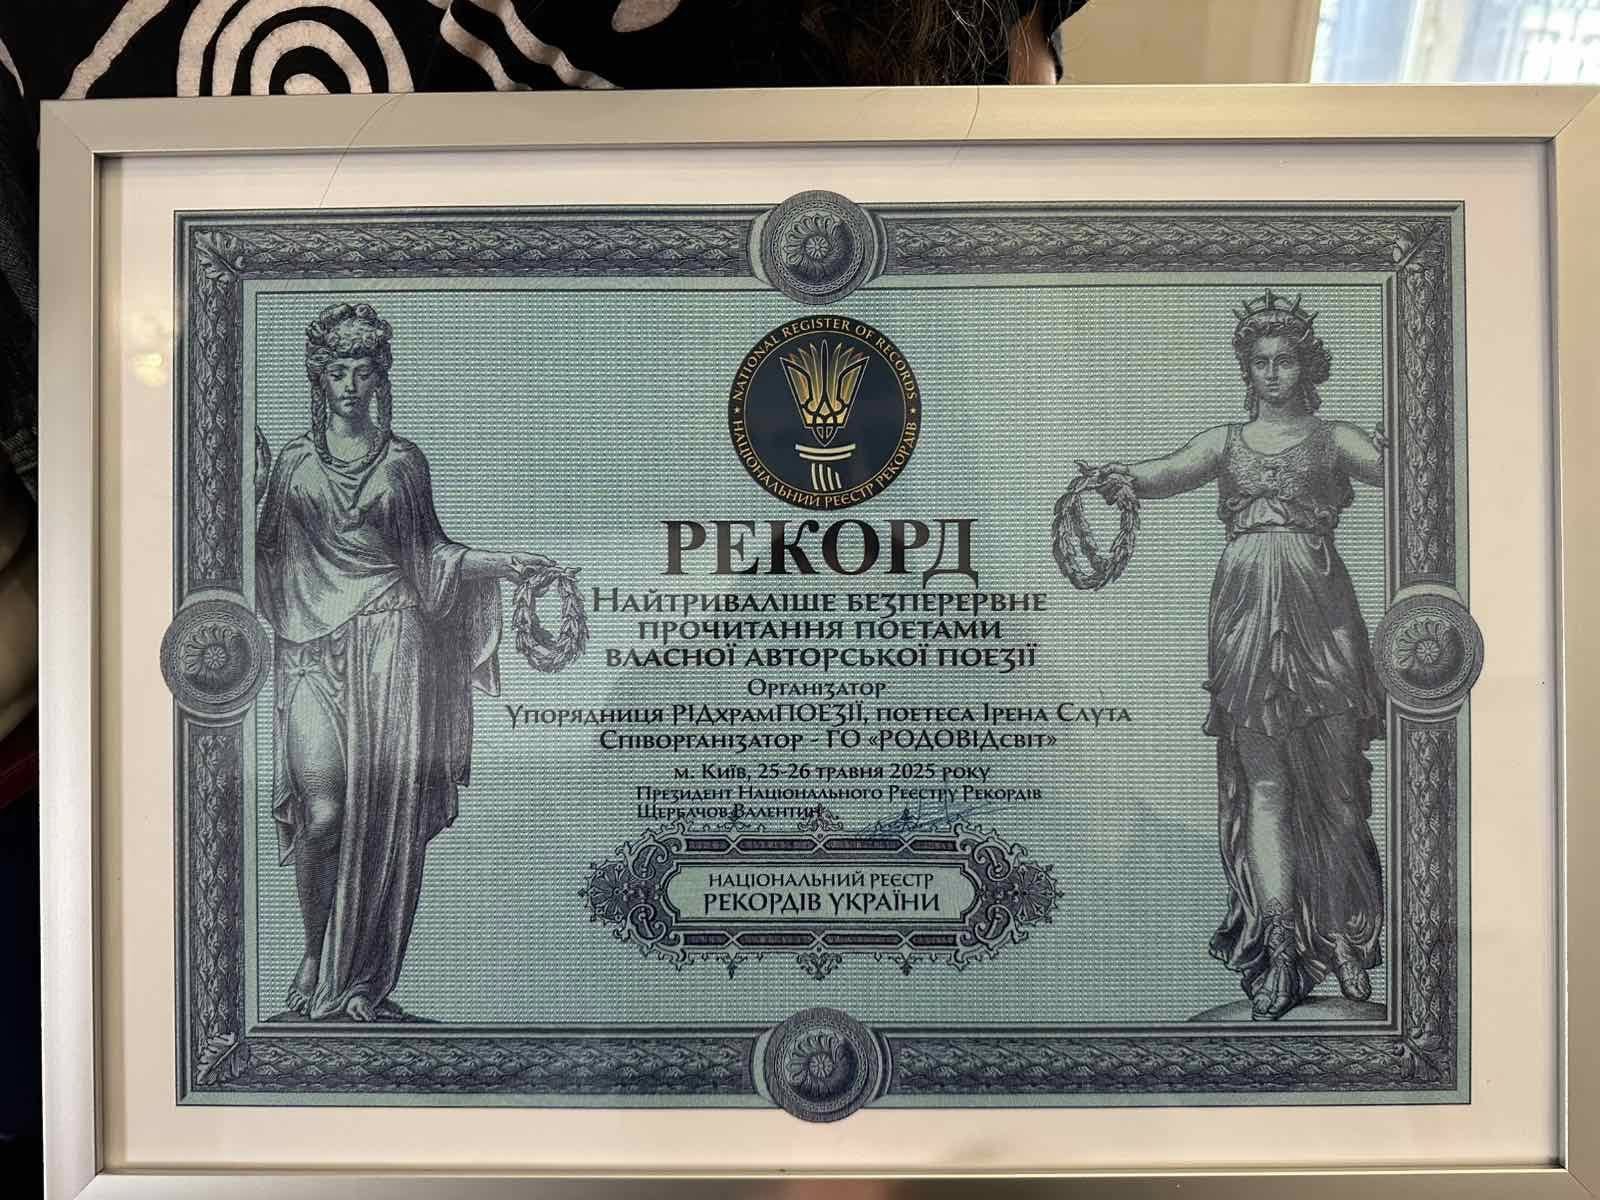 NATIONAL REGISTER OF RECORDS
НАЦІОНАЛЬНИЙ РЕЄСТР РЕКОРДІВ
РЕКОРД
Найтриваліше безперервне
прочитання поетами
власної авторської поезії
Організатор
Упорядниця РІДхрамПОЕЗІЇ, поетеса Ірена Слута
Співорганізатор - ГО «РОДОВІДсвіт»
м. Київ, 25-26 травня 2025 року
Президент Національного Реєстру Рекордів
Щербачов Валентин
НАЦІОНАЛЬНИЙ РЕЄСТР
РЕКОРДІВ УКРАЇНИ